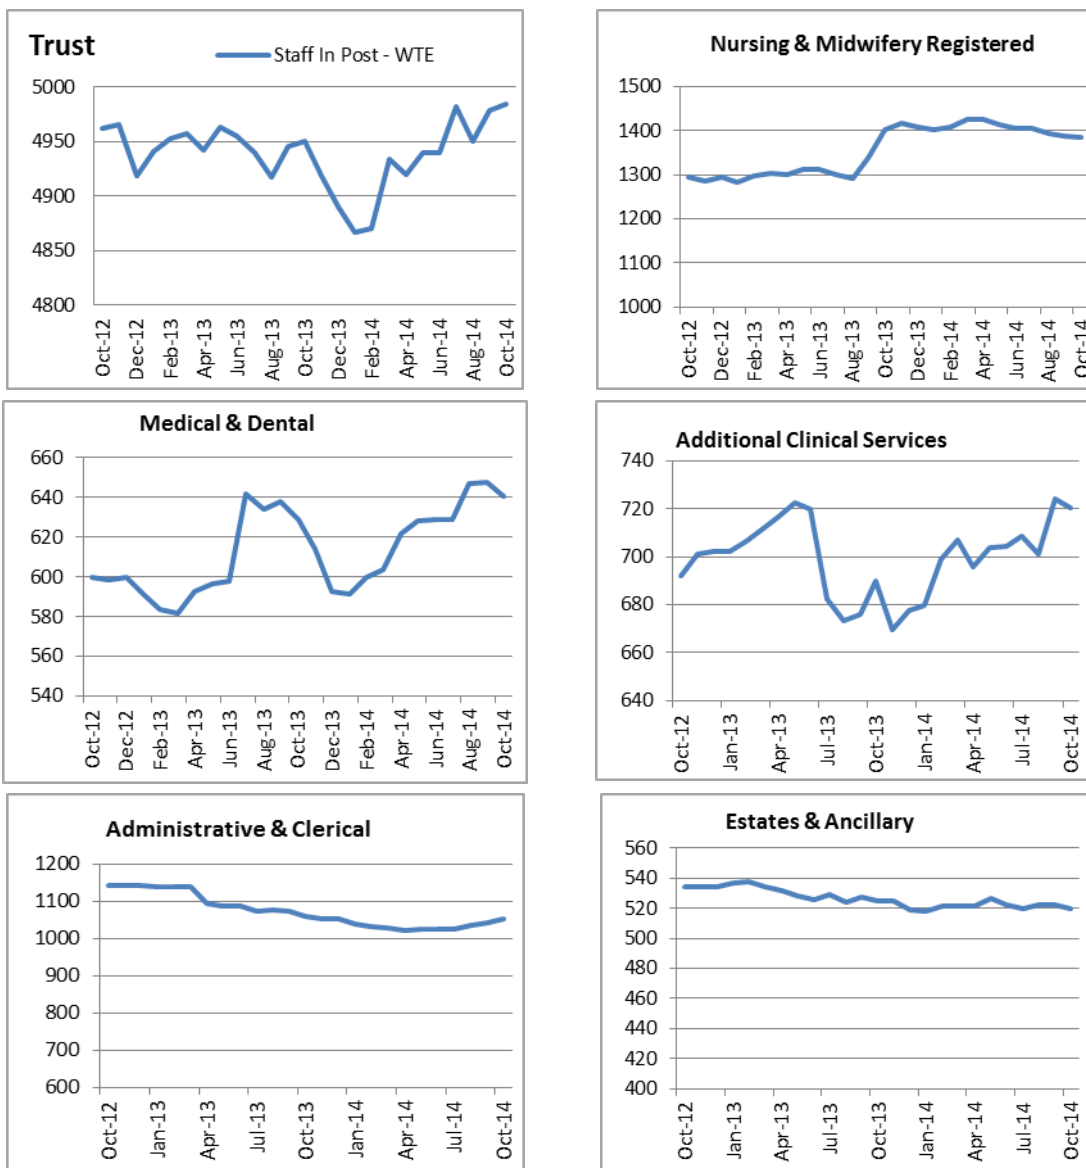 Trust
Staff In Post - WTE
5000
4950
4900
4850
4800
Oct-12
Dec-12
Feb-13
Apr-13
Jun-13
Aug-13
Oct-13
Dec-13
Feb-14
Apr-14
Jun-14
Aug-14
Oct-14
Nursing & Midwifery Registered
1500
1400
1300
1200
1100
1000
Oct-12
Dec-12
Feb-13
Apr-13
Jun-13
Aug-13
Oct-13
Dec-13
Feb-14
Apr-14
Jun-14
Aug-14
Oct-14
Medical & Dental
660
640
620
600
580
560
540
Oct-12
Dec-12
Feb-13
Apr-13
Jun-13
Aug-13
Oct-13
Dec-13
Feb-14
Apr-14
Jun-14
Aug-14
Oct-14
Additional Clinical Services
740
720
700
680
660
640
Oct-12
Jan-13
Apr-13
Jul-13
Oct-13
Jan-14
Apr-14
Jul-14
Oct-14
Administrative & Clerical
1200
1100
1000
900
800
700
600
Oct-12
Jan-13
Apr-13
Jul-13
Oct-13
Jan-14
Apr-14
Jul-14
Oct-14
Estates & Ancillary
560
540
520
500
480
460
440
420
400
Oct-12
Jan-13
Apr-13
Jul-13
Oct-13
Jan-14
Apr-14
Jul-14
Oct-14